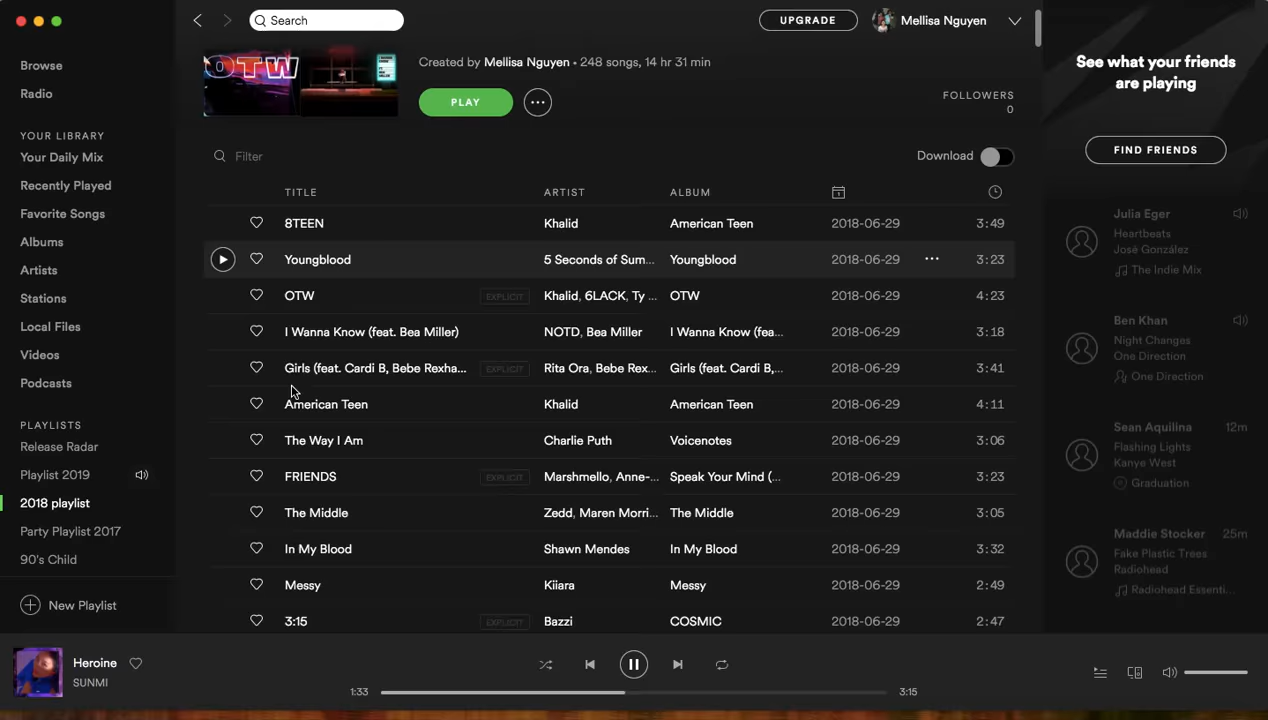 Search
UPGRADE
Mellisa Nguyen
Browse
Radio
YOUR LIBRARY
Your Daily Mix
Recently Played
Favorite Songs
Albums
Artists
Stations
Local Files
Videos
Podcasts
PLAYLISTS
Release Radar
Playlist 2019
2018 playlist
Party Playlist 2017
90's Child
New Playlist
OTW
Created by Mellisa Nguyen • 248 songs, 14 hr 31 min
PLAY
FOLLOWERS
0
Filter
Download
TITLE ARTIST ALBUM
8TEEN Khalid American Teen 2018-06-29 3:49
Youngblood 5 Seconds of Sum... Youngblood 2018-06-29 3:23
OTW EXPLICIT Khalid, 6LACK, Ty ... OTW 2018-06-29 4:23
I Wanna Know (feat. Bea Miller) NOTD, Bea Miller I Wanna Know (fea... 2018-06-29 3:18
Girls (feat. Cardi B, Bebe Rexha... EXPLICIT Rita Ora, Bebe Rex... Girls (feat. Cardi B,... 2018-06-29 3:41
American Teen Khalid American Teen 2018-06-29 4:11
The Way I Am Charlie Puth Voicenotes 2018-06-29 3:06
FRIENDS EXPLICIT Marshmello, Anne-... Speak Your Mind (... 2018-06-29 3:23
The Middle Zedd, Maren Morri... The Middle 2018-06-29 3:05
In My Blood Shawn Mendes In My Blood 2018-06-29 3:32
Messy Kiiara Messy 2018-06-29 2:49
3:15 EXPLICIT Bazzi COSMIC 2018-06-29 2:47
See what your friends
are playing
FIND FRIENDS
Julia Eger
Heartbeats
José González
The Indie Mix
Ben Khan
Night Changes
One Direction
One Direction
Sean Aquilina 12m
Flashing Lights
Kanye West
Graduation
Maddie Stocker 25m
Fake Plastic Trees
Radiohead
Radiohead Essenti...
Heroine
SUNMI
1:33 3:15